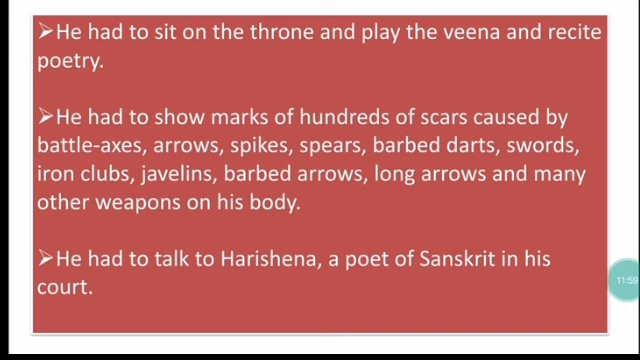 ➢He had to sit on the throne and play the veena and recite
poetry.
➢He had to show marks of hundreds of scars caused by
battle-axes, arrows, spikes, spears, barbed darts, swords,
iron clubs, javelins, barbed arrows, long arrows and many
other weapons on his body.
➢He had to talk to Harishena, a poet of Sanskrit in his
court.
11:59